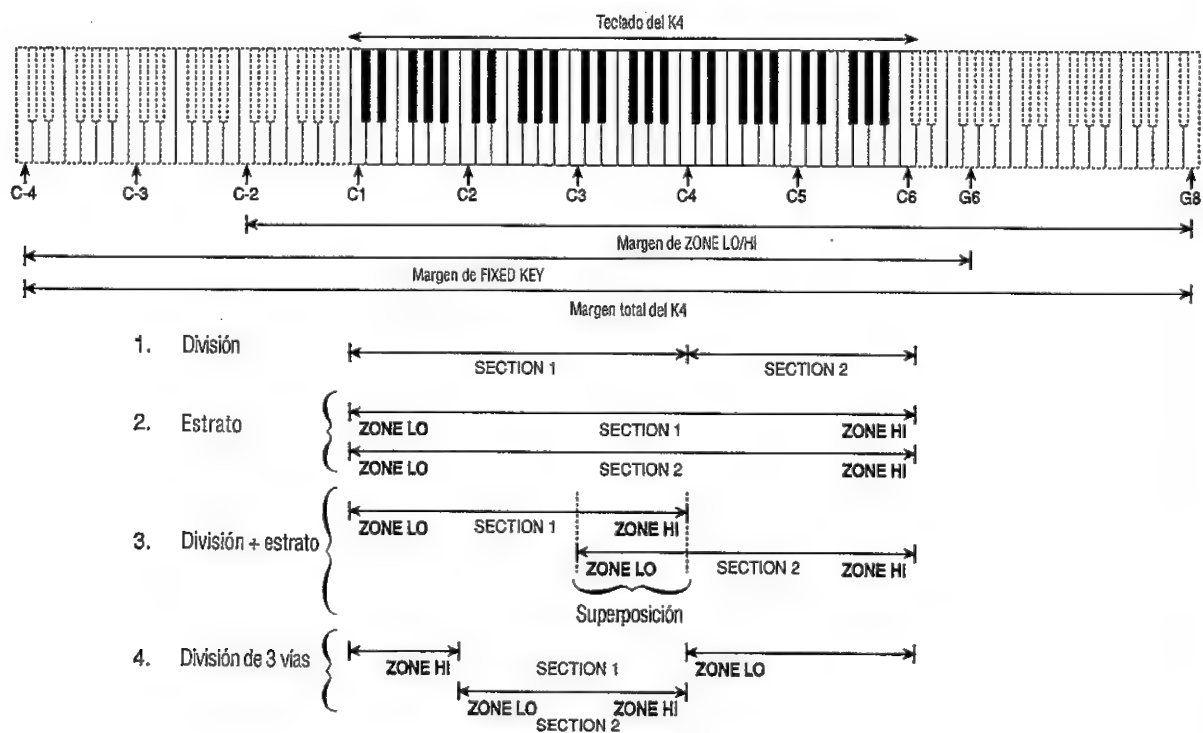 Teclado del K4
C-4 C-3 C-2 C1 C2 C3 C4 C5 C6 G6 G8
Margen de ZONE LO/HI
Margen de FIXED KEY
Margen total del K4
1. División
SECTION 1 SECTION 2
2. Estrato
ZONE LO SECTION 1 ZONE HI
ZONE LO SECTION 2 ZONE HI
3. División + estrato
ZONE LO SECTION 1 ZONE HI
ZONE LO SECTION 2 ZONE HI
Superposición
4. División de 3 vías
ZONE HI SECTION 1 ZONE LO
ZONE LO ZONE HI
SECTION 2